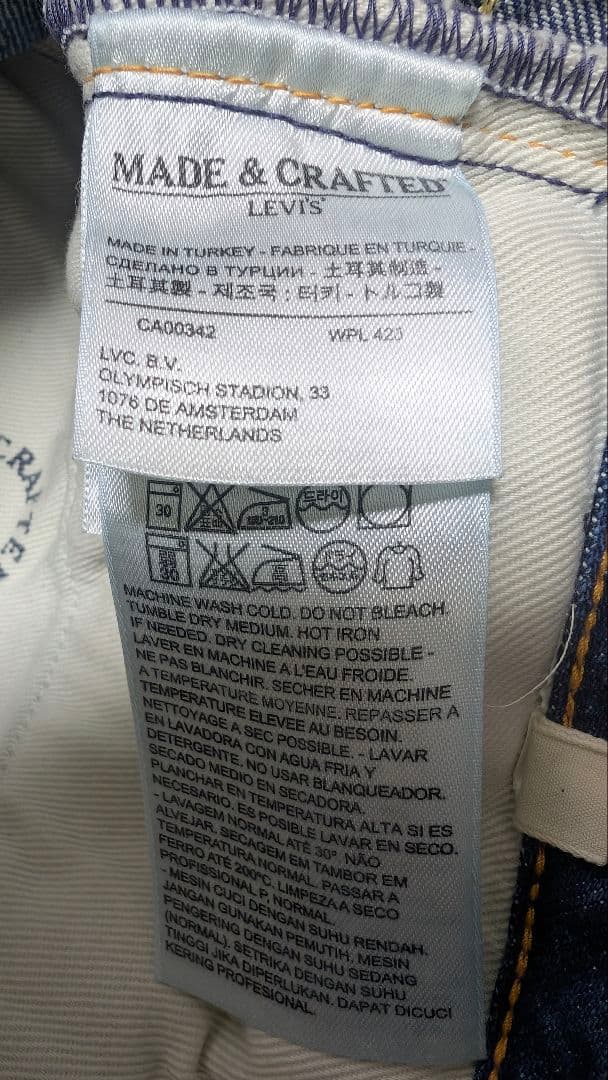 MADE & CRAFTED
LEVI'S
MADE IN TURKEY - FABRIQUE EN TURQUIE -
СДЕЛАНО В ТУРЦИИ - 土耳其制造 -
土耳其製 - 제조국 : 터키 - トルコ製
CA00342 WPL 423
LVC. B.V.
OLYMPISCH STADION, 33
1076 DE AMSTERDAM
THE NETHERLANDS
30 드라이
30
MACHINE WASH COLD. DO NOT BLEACH.
TUMBLE DRY MEDIUM. HOT IRON
IF NEEDED. DRY CLEANING POSSIBLE -
LAVER EN MACHINE A L'EAU FROIDE.
NE PAS BLANCHIR. SECHER EN MACHINE
A TEMPERATURE MOYENNE. REPASSER A
TEMPERATURE ELEVEE AU BESOIN.
NETTOYAGE A SEC POSSIBLE. - LAVAR
EN LAVADORA CON AGUA FRIA Y
DETERGENTE. NO USAR BLANQUEADOR.
SECADO MEDIO EN SECADORA.
PLANCHAR EN TEMPERATURA ALTA SI ES
NECESARIO. ES POSIBLE LAVAR EN SECO.
- LAVAGEM NORMAL ATÉ 30º. NÃO
ALVEJAR. SECAGEM EM TAMBOR EM
TEMPERATURA NORMAL. PASSAR A
FERRO ATÉ 200ºC. LIMPEZA A SECO
PROFISSIONAL P, NORMAL.
- MESIN CUCI DENGAN SUHU RENDAH.
JANGAN GUNAKAN PEMUTIH. MESIN
PENGERING DENGAN SUHU SEDANG
(NORMAL). SETRIKA DENGAN SUHU
TINGGI JIKA DIPERLUKAN. DAPAT DICUCI
KERING PROFESIONAL.